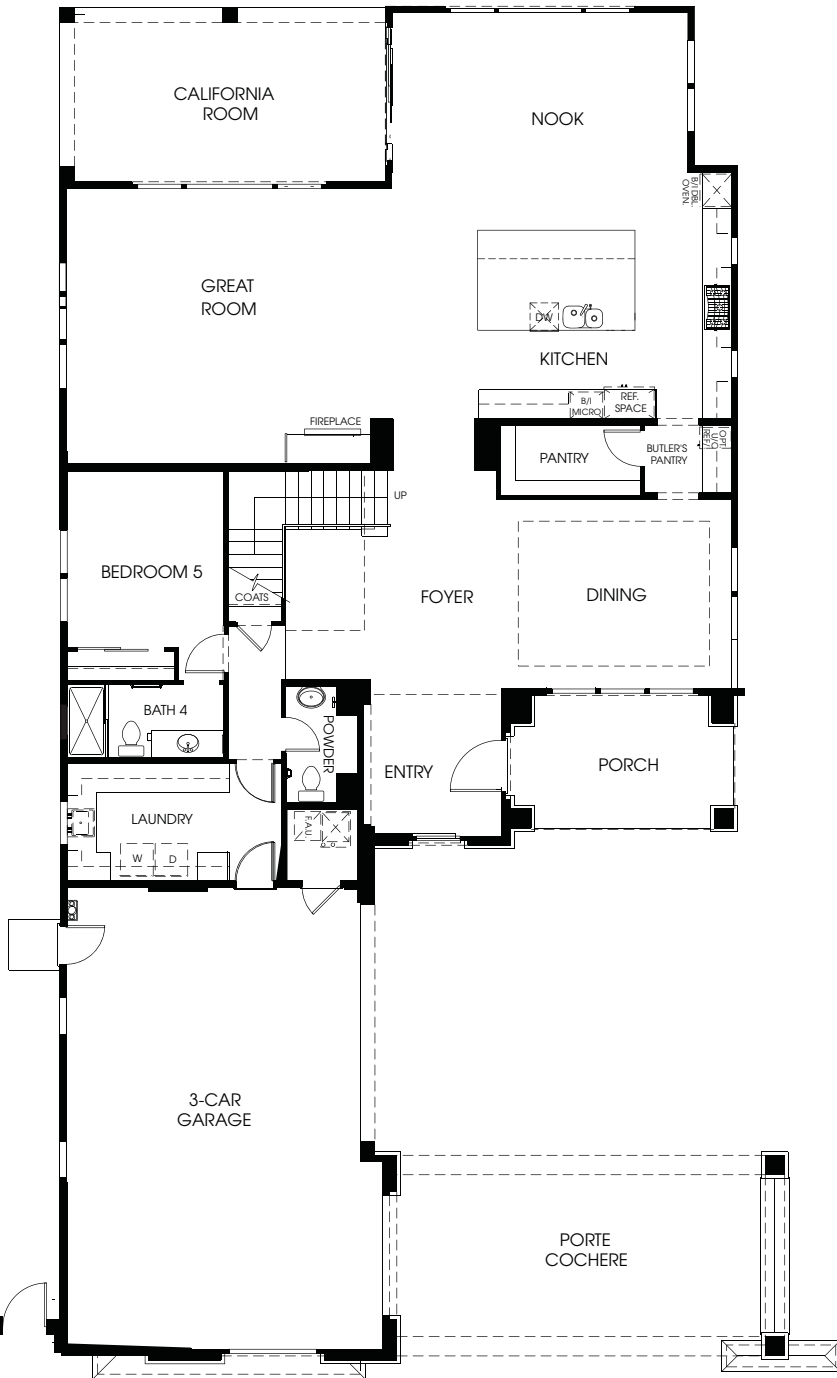 CALIFORNIA
ROOM
NOOK
B/I DBL.
OVEN.
GREAT
ROOM
DW
KITCHEN
B/I
MICRO
REF.
SPACE
FIREPLACE
PANTRY
BUTLER'S
PANTRY
OPT.
U/C
REF.
UP
BEDROOM 5
COATS
FOYER
DINING
BATH 4
POWDER
ENTRY
PORCH
LAUNDRY
W
D
F.A.U.
3-CAR
GARAGE
PORTE
COCHERE